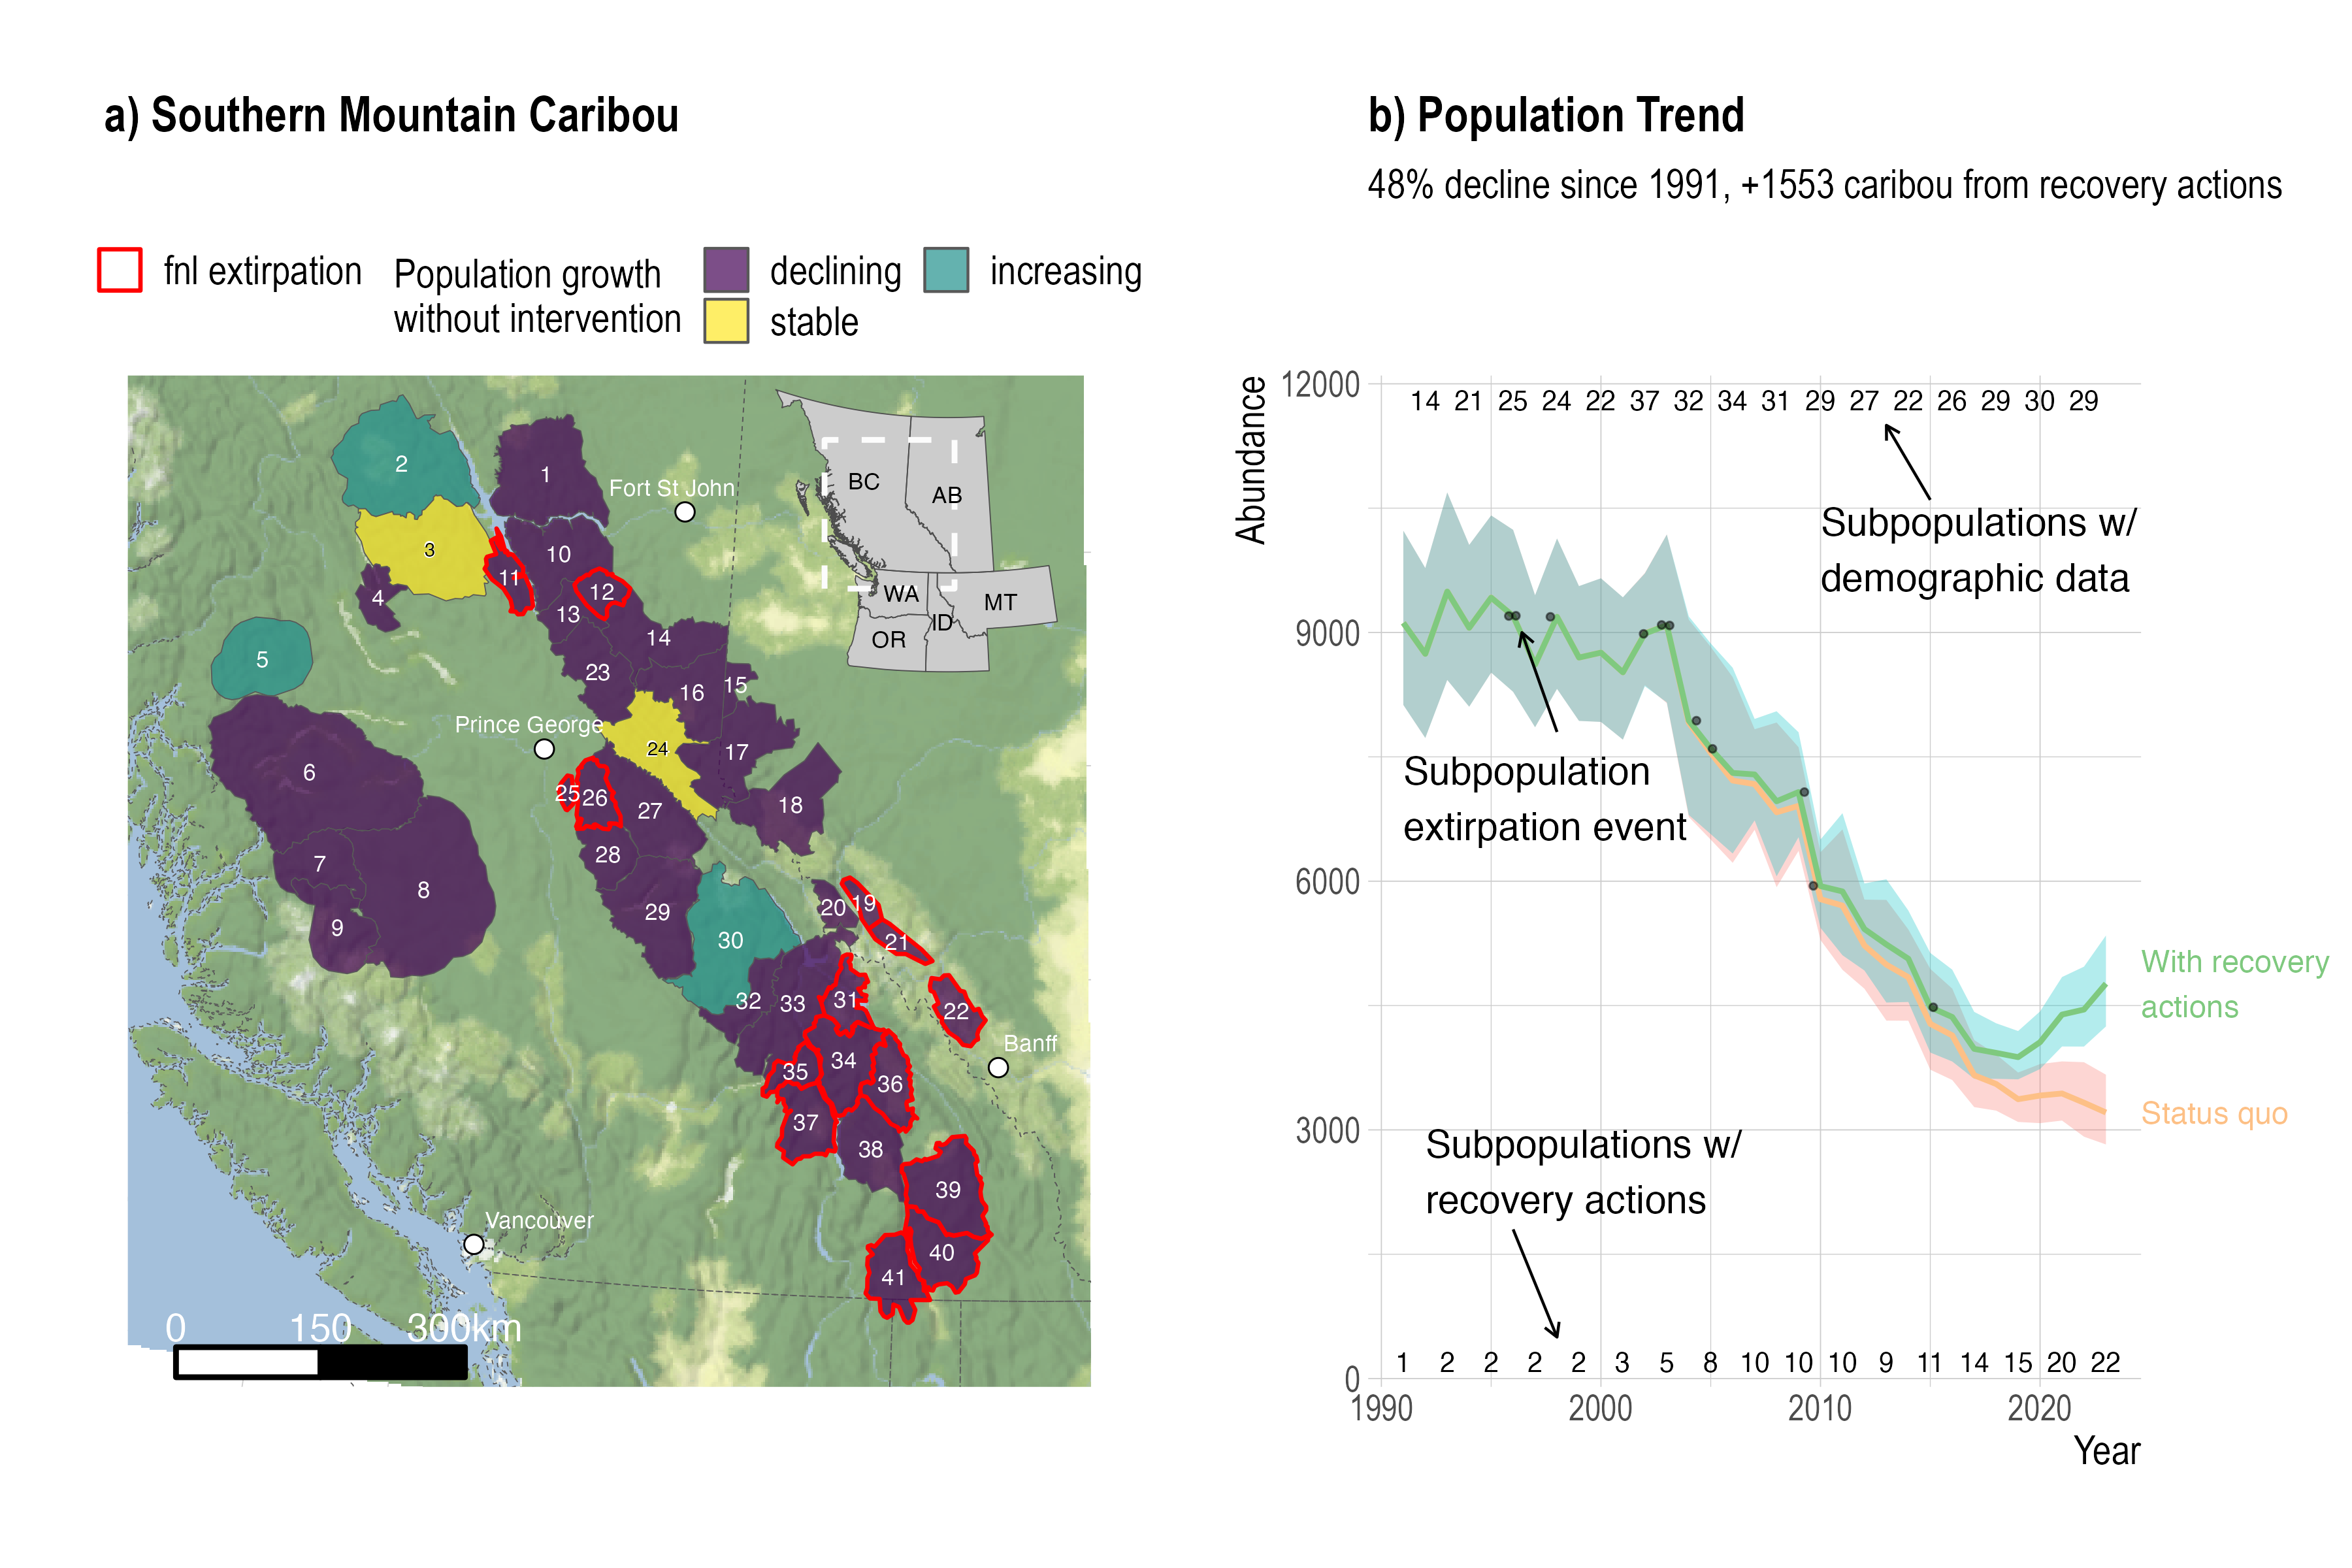 a) Southern Mountain Caribou
fnl extirpation
Population growth
without intervention
declining
increasing
stable
2
1
Fort St John
3
10
11
12
4
13
14
5
23
16
15
Prince George
24
17
6
25
26
27
18
28
7
8
29
20
19
9
30
21
32
33
31
22
Banff
34
35
36
37
38
39
Vancouver
40
41
BC
AB
WA
MT
ID
OR
0 150 300km
b) Population Trend
48% decline since 1991, +1553 caribou from recovery actions
Abundance
12000
9000
6000
3000
0
14 21 25 24 22 37 32 34 31 29 27 22 26 29 30 29
Subpopulations w/
demographic data
Subpopulation
extirpation event
With recovery
actions
Status quo
Subpopulations w/
recovery actions
1 2 2 2 2 3 5 8 10 10 10 9 11 14 15 20 22
1990 2000 2010 2020
Year